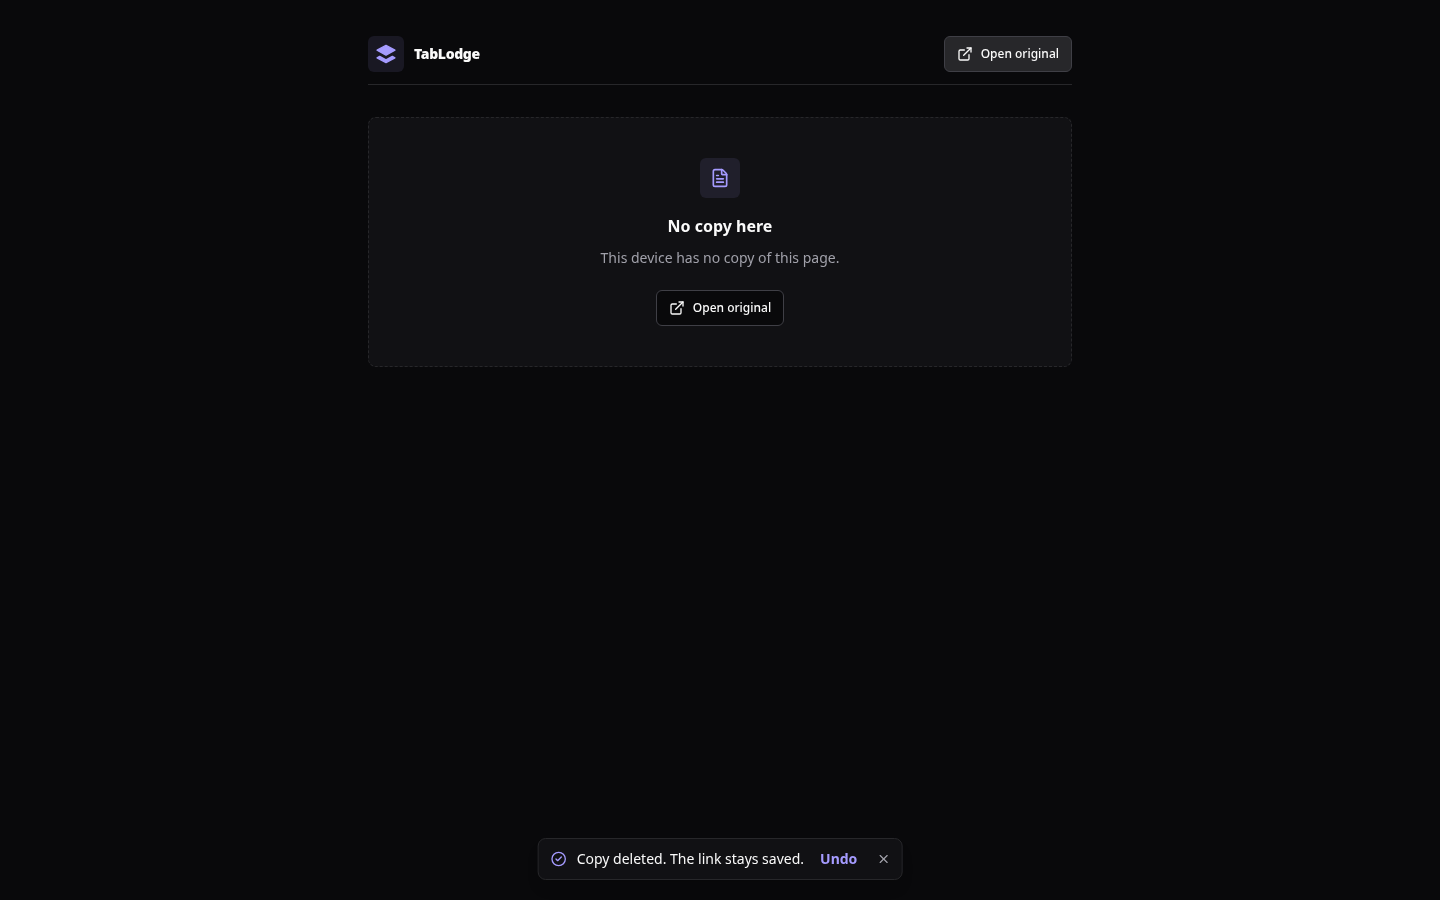 TabLodge
Open original
No copy here
This device has no copy of this page.
Open original
Copy deleted. The link stays saved. Undo